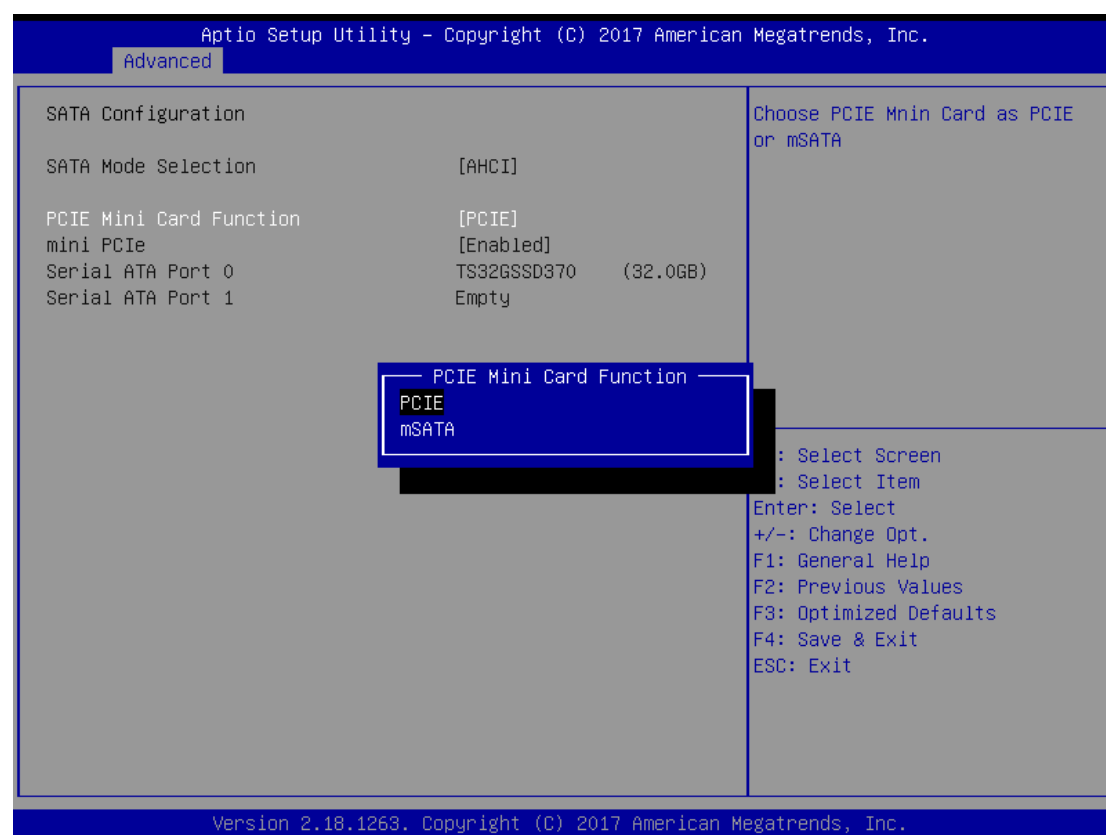 Aptio Setup Utility – Copyright (C) 2017 American Megatrends, Inc.
Advanced
SATA Configuration
SATA Mode Selection [AHCI]
PCIE Mini Card Function [PCIE]
mini PCIe [Enabled]
Serial ATA Port 0 TS32GSSD370 (32.0GB)
Serial ATA Port 1 Empty
PCIE Mini Card Function
PCIE
mSATA
Choose PCIE Mnin Card as PCIE
or mSATA
: Select Screen
: Select Item
Enter: Select
+/-: Change Opt.
F1: General Help
F2: Previous Values
F3: Optimized Defaults
F4: Save & Exit
ESC: Exit
Version 2.18.1263. Copyright (C) 2017 American Megatrends, Inc.